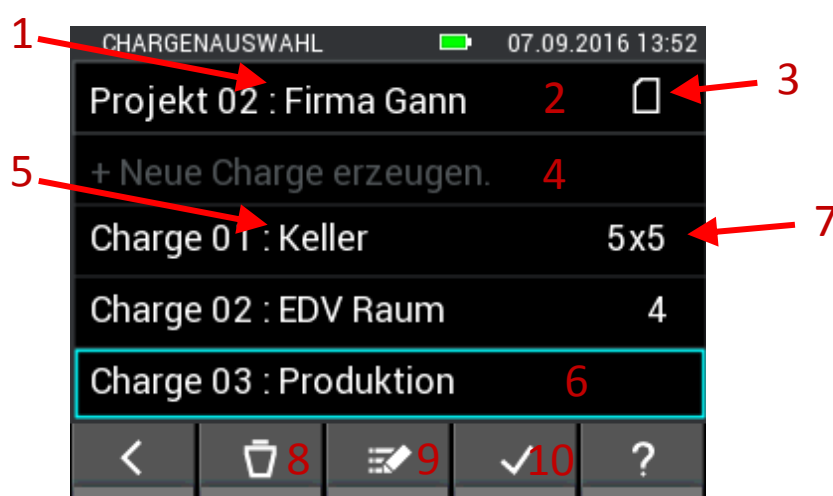 1
CHARGENAUSWAHL 07.09.2016 13:52
Projekt 02 : Firma Gann 2 3
5 + Neue Charge erzeugen. 4
Charge 01 : Keller 5x5 7
Charge 02 : EDV Raum 4
Charge 03 : Produktion 6
< 8 9 10 ?